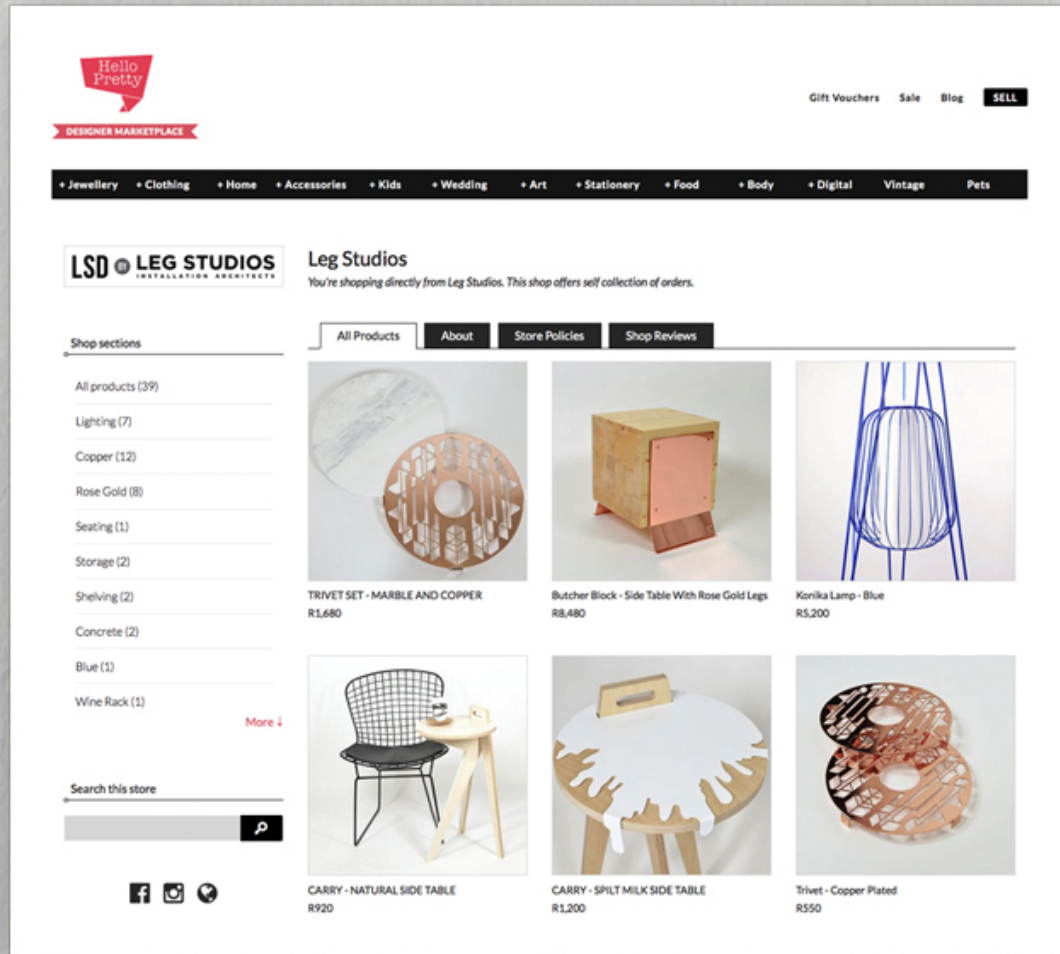 Hello
Pretty
DESIGNER MARKETPLACE
Gift Vouchers Sale Blog SELL
+ Jewellery + Clothing + Home + Accessories + Kids + Wedding + Art + Stationery + Food + Body + Digital Vintage Pets
LSD BY LEG STUDIOS
INSTALLATION ARCHITECTS
Leg Studios
You're shopping directly from Leg Studios. This shop offers self collection of orders.
Shop sections
All products (39)
Lighting (7)
Copper (12)
Rose Gold (8)
Seating (1)
Storage (2)
Shelving (2)
Concrete (2)
Blue (1)
Wine Rack (1)
More ↓
Search this store
All Products About Store Policies Shop Reviews
TRIVET SET - MARBLE AND COPPER
R1,680
Butcher Block - Side Table With Rose Gold Legs
R8,480
Konika Lamp - Blue
R5,200
CARRY - NATURAL SIDE TABLE
R920
CARRY - SPILT MILK SIDE TABLE
R1,200
Trivet - Copper Plated
R550